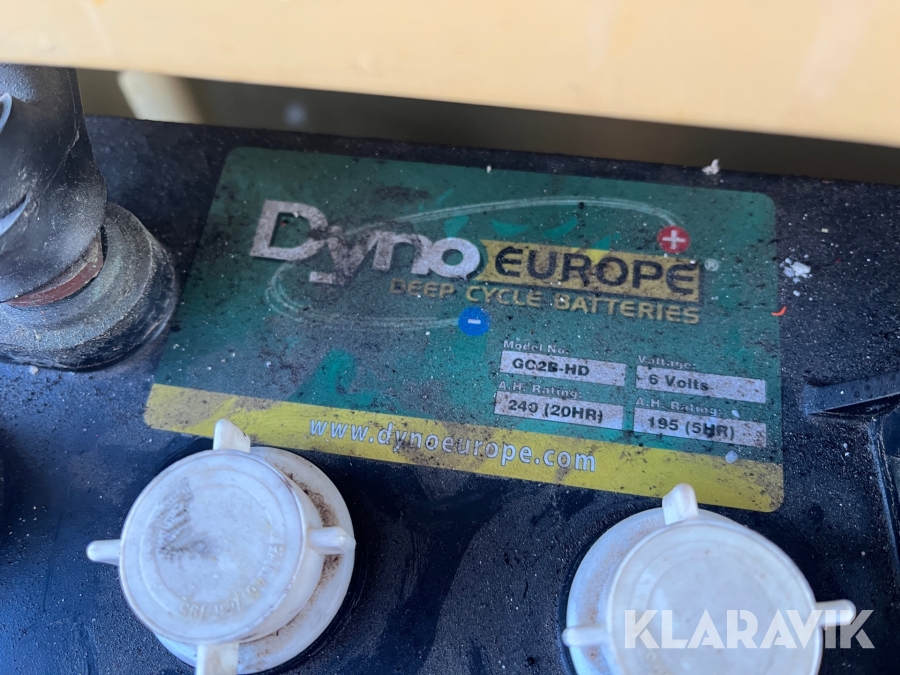 Dyno EUROPE®
DEEP CYCLE BATTERIES
Model No.
GC2B-HD
Voltage:
6 Volts
A.H. Rating:
240 (20HR)
A.H. Rating:
195 (5HR)
www.dynoeurope.com
KLARAVIK